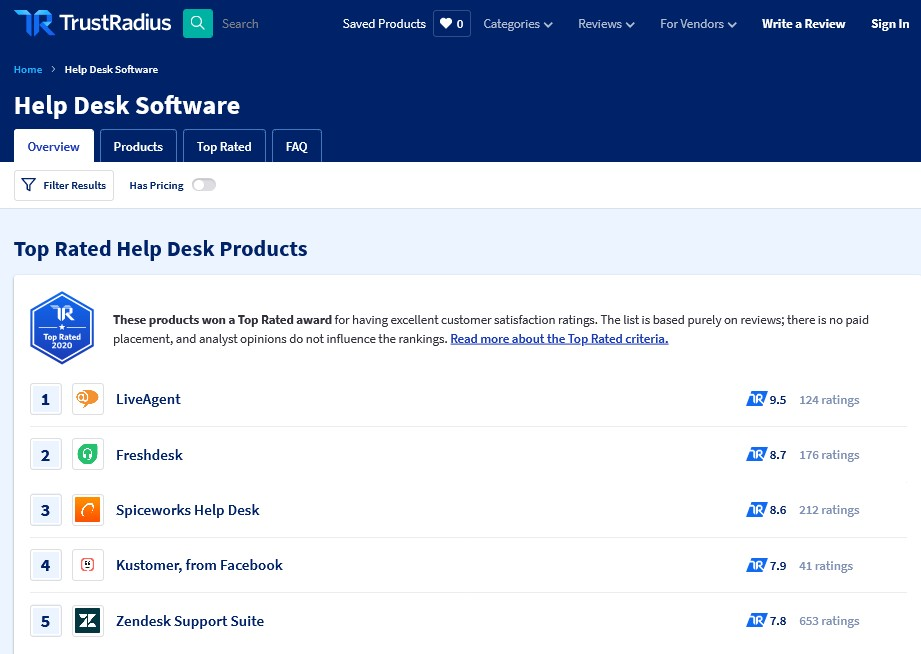 TrustRadius Search Saved Products 0 Categories Reviews For Vendors Write a Review Sign In
Home > Help Desk Software
Help Desk Software
Overview Products Top Rated FAQ
Filter Results Has Pricing
Top Rated Help Desk Products
TR
Top Rated
2020
These products won a Top Rated award for having excellent customer satisfaction ratings. The list is based purely on reviews; there is no paid
placement, and analyst opinions do not influence the rankings. Read more about the Top Rated criteria.
1 LiveAgent TR 9.5 124 ratings
2 Freshdesk TR 8.7 176 ratings
3 Spiceworks Help Desk TR 8.6 212 ratings
4 Kustomer, from Facebook TR 7.9 41 ratings
5 Zendesk Support Suite TR 7.8 653 ratings